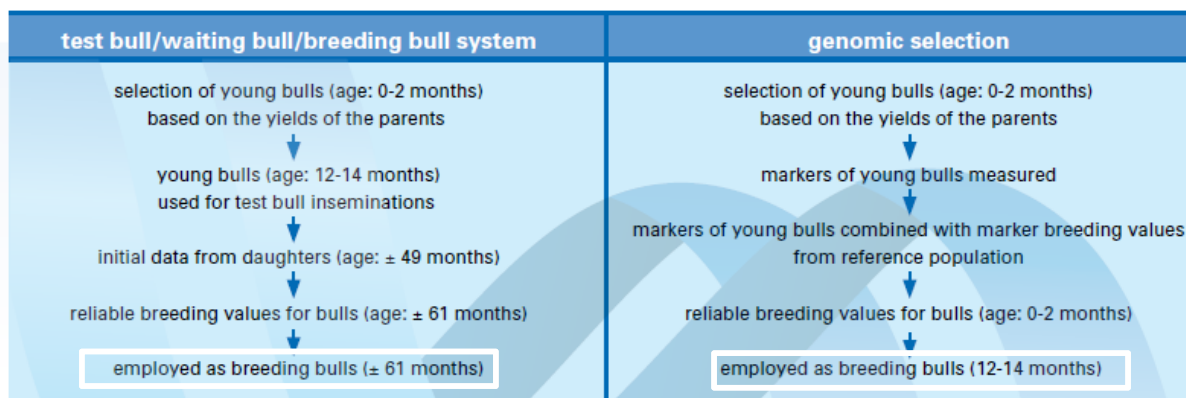 test bull/waiting bull/breeding bull system
selection of young bulls (age: 0-2 months)
based on the yields of the parents
young bulls (age: 12-14 months)
used for test bull inseminations
initial data from daughters (age: ± 49 months)
reliable breeding values for bulls (age: ± 61 months)
employed as breeding bulls (± 61 months)
genomic selection
selection of young bulls (age: 0-2 months)
based on the yields of the parents
markers of young bulls measured
markers of young bulls combined with marker breeding values
from reference population
reliable breeding values for bulls (age: 0-2 months)
employed as breeding bulls (12-14 months)